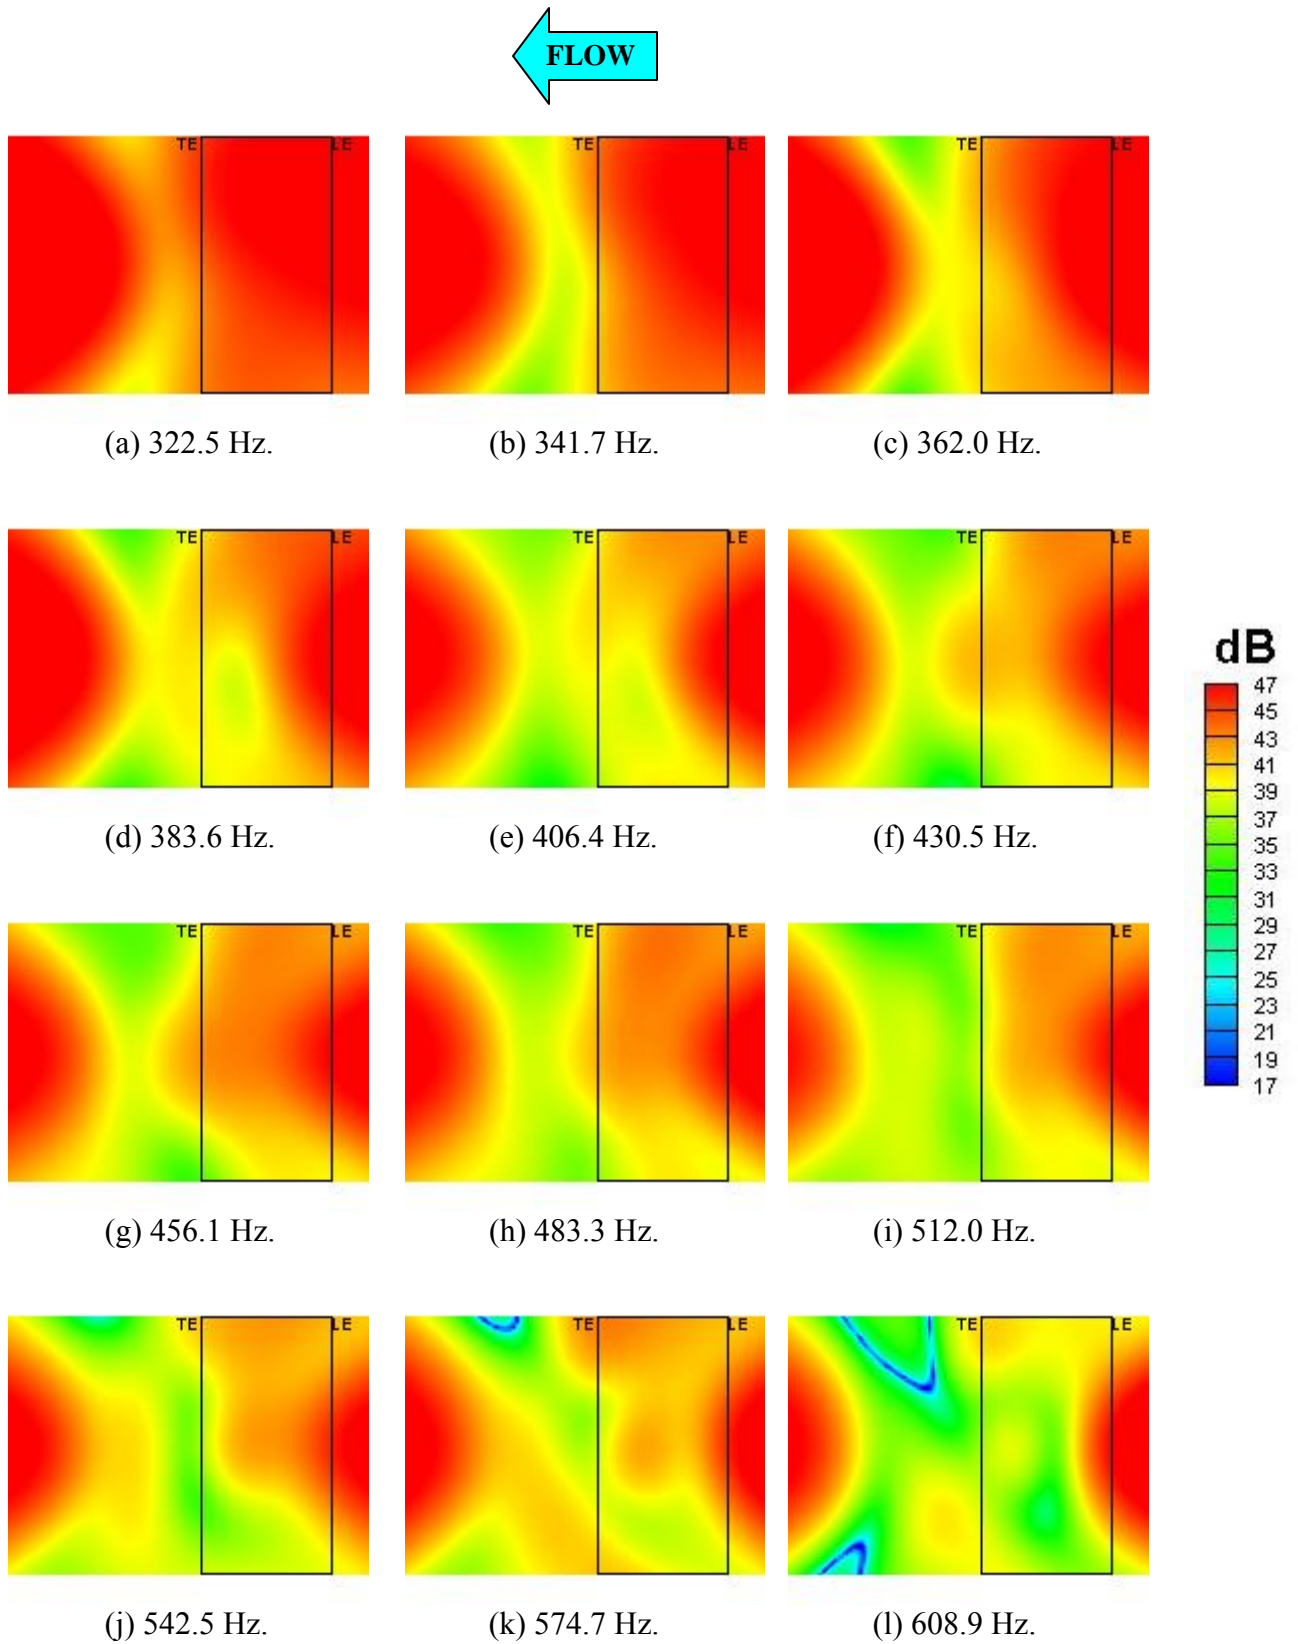 FLOW
TE LE TE LE TE LE
(a) 322.5 Hz. (b) 341.7 Hz. (c) 362.0 Hz.
TE LE TE LE TE LE
(d) 383.6 Hz. (e) 406.4 Hz. (f) 430.5 Hz.
dB
47
45
43
41
39
37
35
33
31
29
27
25
23
21
19
17
TE LE TE LE TE LE
(g) 456.1 Hz. (h) 483.3 Hz. (i) 512.0 Hz.
TE LE TE LE TE LE
(j) 542.5 Hz. (k) 574.7 Hz. (l) 608.9 Hz.